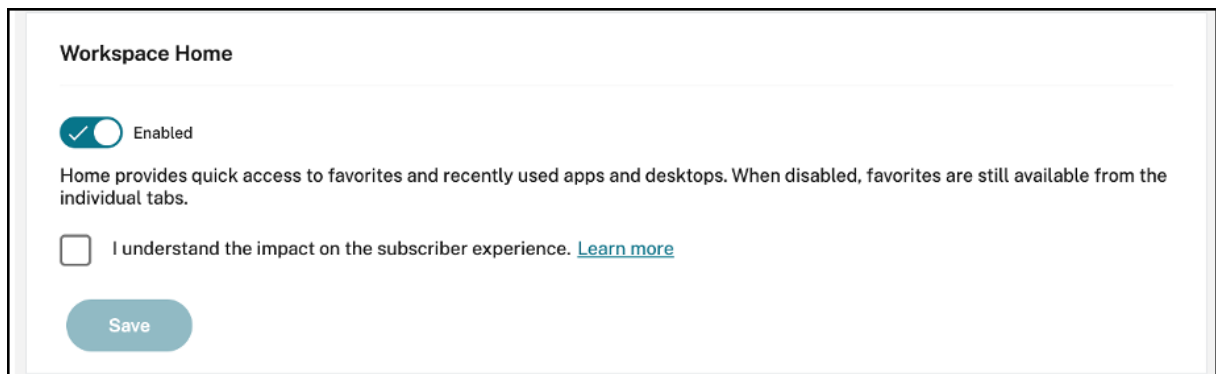 Workspace Home
Enabled
Home provides quick access to favorites and recently used apps and desktops. When disabled, favorites are still available from the
individual tabs.
I understand the impact on the subscriber experience. Learn more
Save